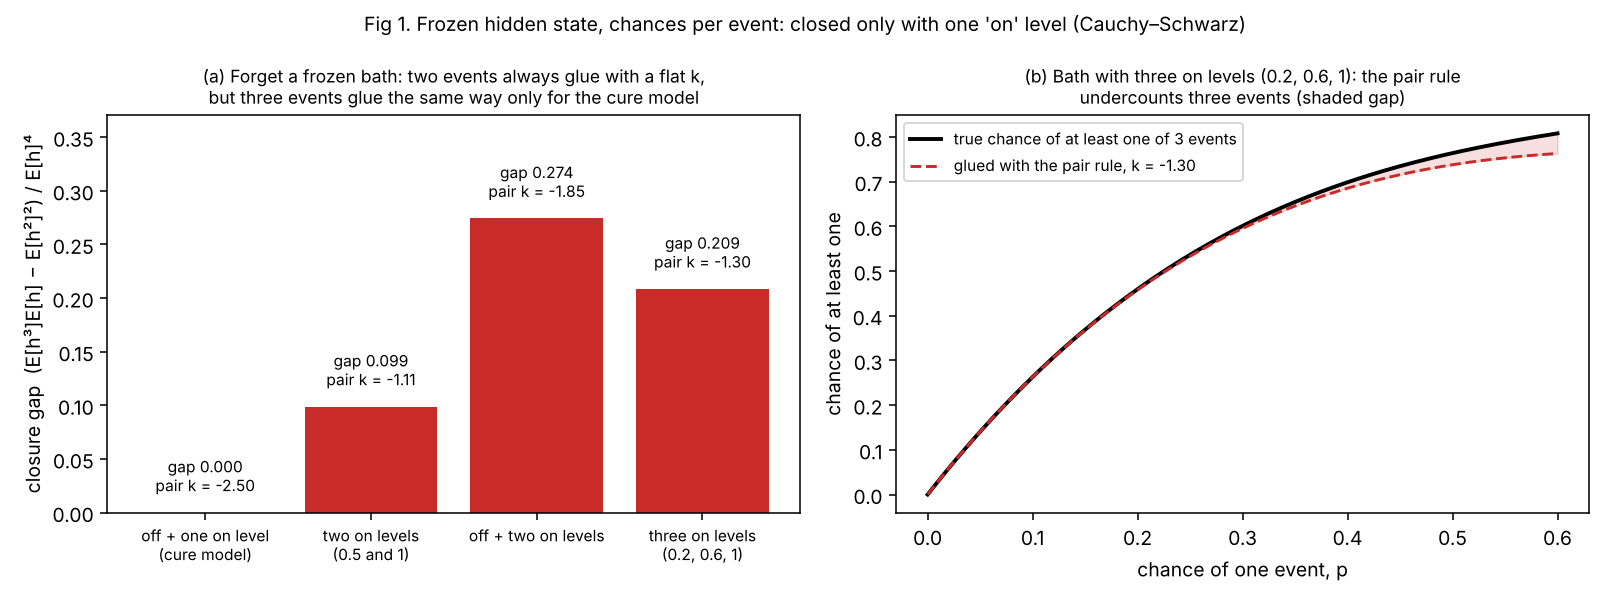 Fig 1. Frozen hidden state, chances per event: closed only with one 'on' level (Cauchy–Schwarz)
(a) Forget a frozen bath: two events always glue with a flat k,
but three events glue the same way only for the cure model
closure gap (E[h³]E[h] − E[h²]²) / E[h]⁴
0.35
0.30
0.25
0.20
0.15
0.10
0.05
0.00
gap 0.000
pair k = -2.50
gap 0.099
pair k = -1.11
gap 0.274
pair k = -1.85
gap 0.209
pair k = -1.30
off + one on level
(cure model)
two on levels
(0.5 and 1)
off + two on levels
three on levels
(0.2, 0.6, 1)
(b) Bath with three on levels (0.2, 0.6, 1): the pair rule
undercounts three events (shaded gap)
true chance of at least one of 3 events
glued with the pair rule, k = -1.30
chance of at least one
0.8
0.7
0.6
0.5
0.4
0.3
0.2
0.1
0.0
0.0
0.1
0.2
0.3
0.4
0.5
0.6
chance of one event, p